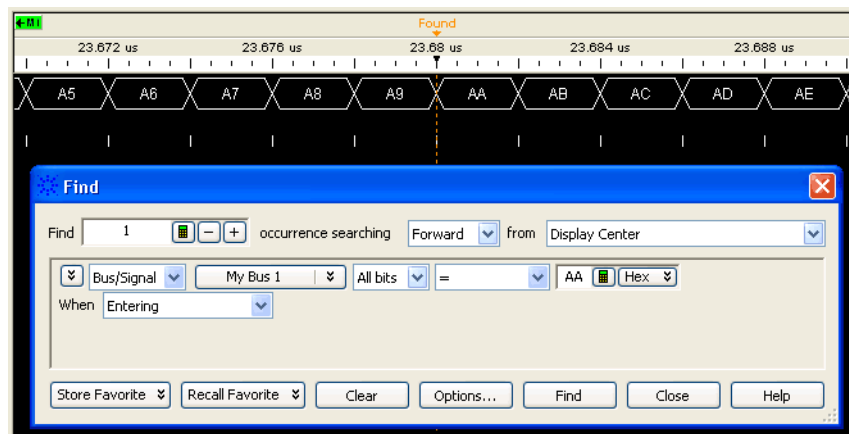 M1
Found
23.672 us 23.676 us 23.68 us 23.684 us 23.688 us
A5 A6 A7 A8 A9 AA AB AC AD AE
Find
Find 1 - + occurrence searching Forward from Display Center
Bus/Signal My Bus 1 All bits = AA Hex
When Entering
Store Favorite Recall Favorite Clear Options... Find Close Help